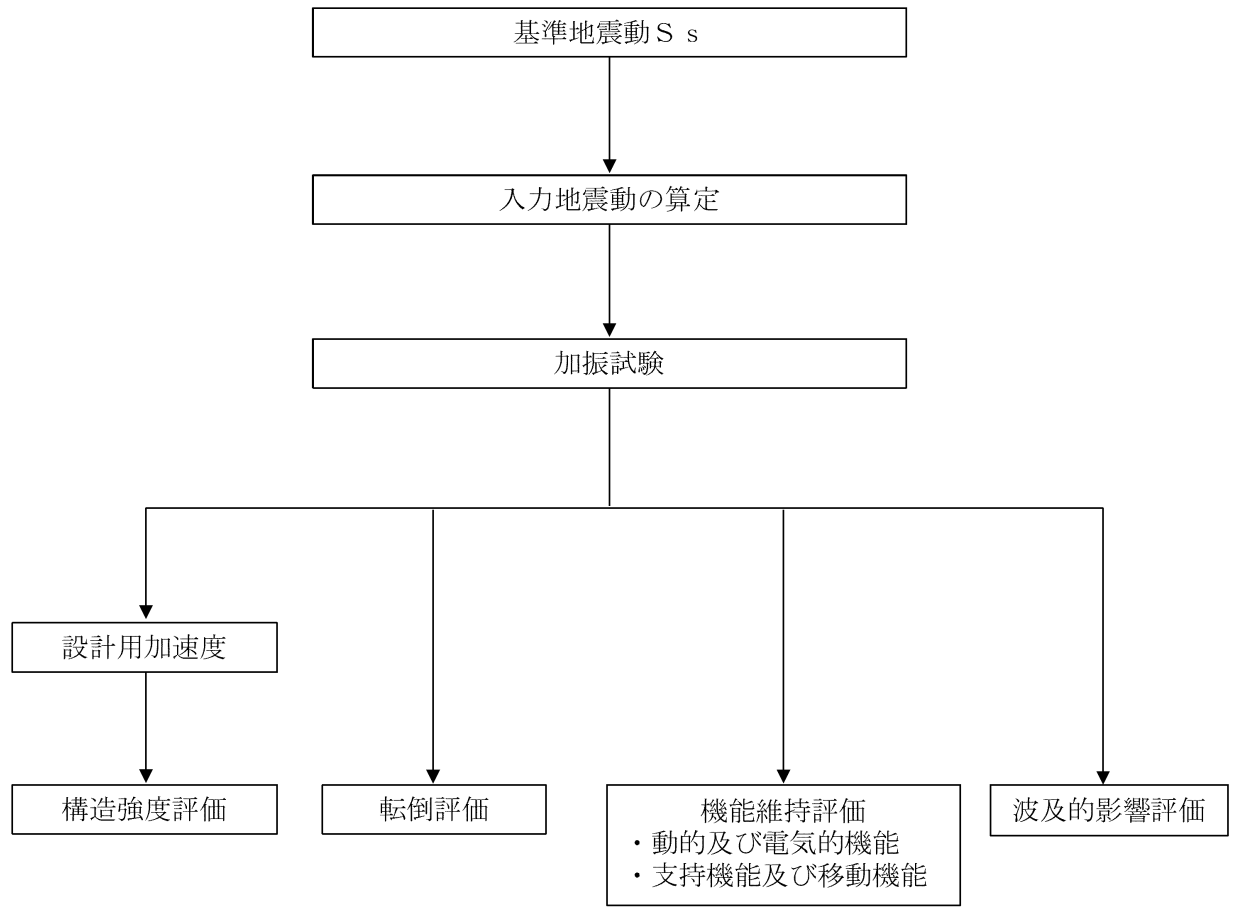 基準地震動Ｓｓ
入力地震動の算定
加振試験
設計用加速度
構造強度評価
転倒評価
機能維持評価
・動的及び電気的機能
・支持機能及び移動機能
波及的影響評価